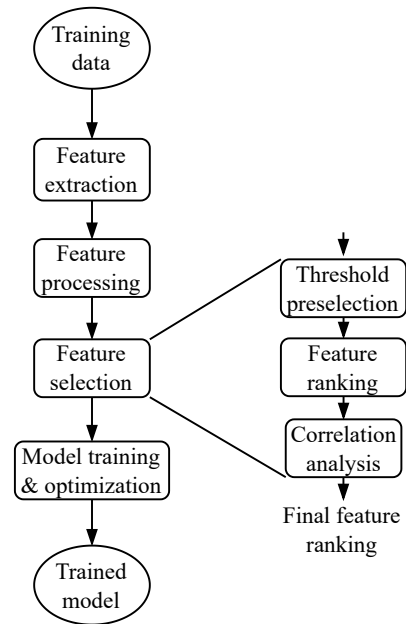 Training
data
Feature
extraction
Feature
processing
Feature
selection
Model training
& optimization
Trained
model
Threshold
preselection
Feature
ranking
Correlation
analysis
Final feature
ranking